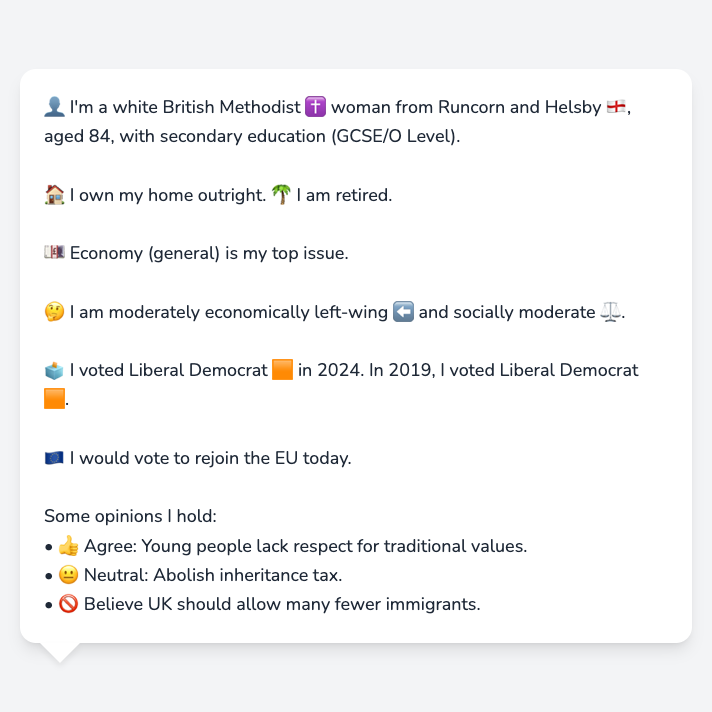 👤 I'm a white British Methodist ✝️ woman from Runcorn and Helsby 🏴󠁧󠁢󠁥󠁮󠁧󠁿,
aged 84, with secondary education (GCSE/O Level).
🏠 I own my home outright. 🌴 I am retired.
💷 Economy (general) is my top issue.
🤔 I am moderately economically left-wing ⬅️ and socially moderate ⚖️.
🗳️ I voted Liberal Democrat 🟧 in 2024. In 2019, I voted Liberal Democrat
🟧.
🇪🇺 I would vote to rejoin the EU today.
Some opinions I hold:
• 👍 Agree: Young people lack respect for traditional values.
• 😐 Neutral: Abolish inheritance tax.
• 🚫 Believe UK should allow many fewer immigrants.